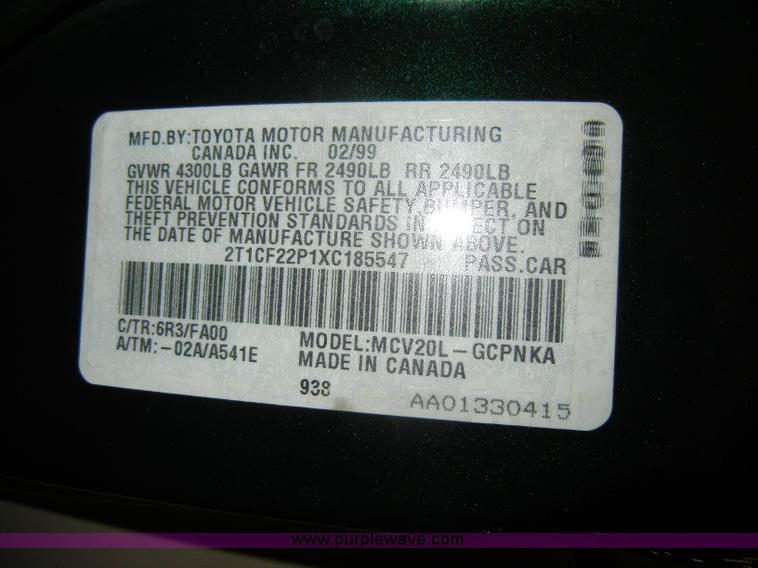 MFD.BY:TOYOTA MOTOR MANUFACTURING
CANADA INC. 02/99
GVWR 4300LB GAWR FR 2490LB RR 2490LB
THIS VEHICLE CONFORMS TO ALL APPLICABLE
FEDERAL MOTOR VEHICLE SAFETY, BUMPER, AND
THEFT PREVENTION STANDARDS IN EFFECT ON
THE DATE OF MANUFACTURE SHOWN ABOVE.
2T1CF22P1XC185547 PASS.CAR
C/TR:6R3/FA00
A/TM:-02A/A541E
MODEL:MCV20L-GCPNKA
MADE IN CANADA
938
AA01330415
www.purplewave.com